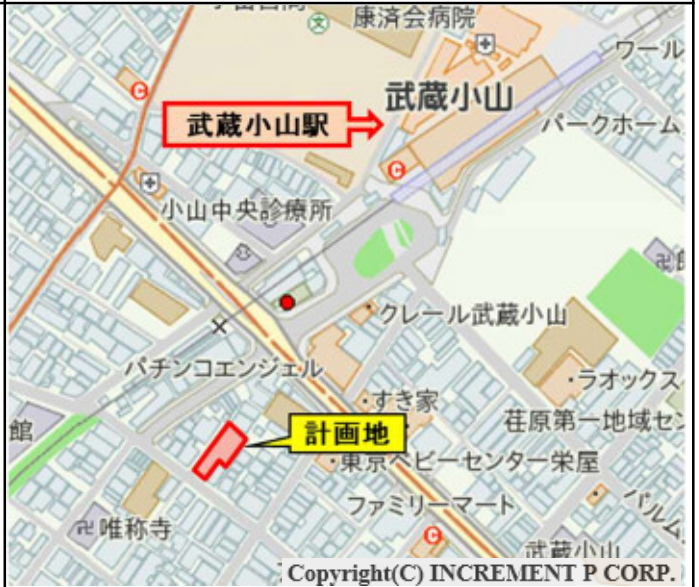 康済会病院
ワール
武蔵小山
武蔵小山駅
パークホーム
小山中央診療所
クレール武蔵小山
パチンコエンジェル
ラオックス
すき家
館
計画地
荏原第一地域セン
東京ベビーセンター栄屋
ファミリーマート
パルム
卍唯称寺
武蔵小山
Copyright(C) INCREMENT P CORP.